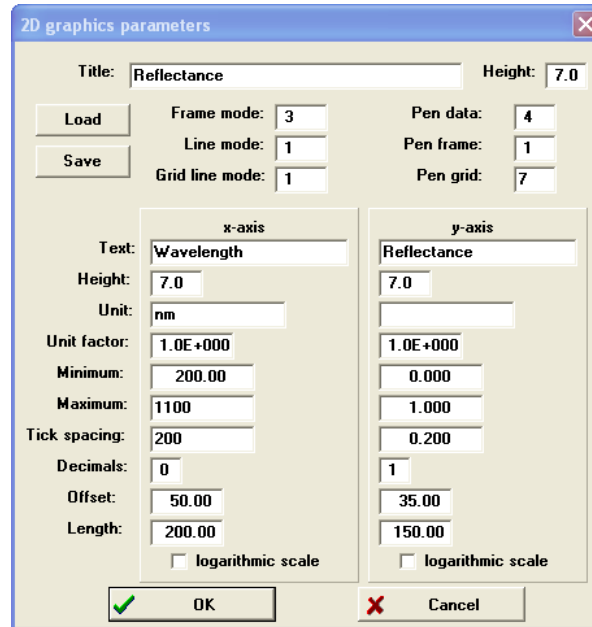 2D graphics parameters
Title: Reflectance Height: 7.0
Load Frame mode: 3 Pen data: 4
Line mode: 1 Pen frame: 1
Save
Grid line mode: 1 Pen grid: 7
x-axis y-axis
Text: Wavelength Reflectance
Height: 7.0 7.0
Unit: nm
Unit factor: 1.0E+000 1.0E+000
Minimum: 200.00 0.000
Maximum: 1100 1.000
Tick spacing: 200 0.200
Decimals: 0 1
Offset: 50.00 35.00
Length: 200.00 150.00
logarithmic scale logarithmic scale
OK Cancel